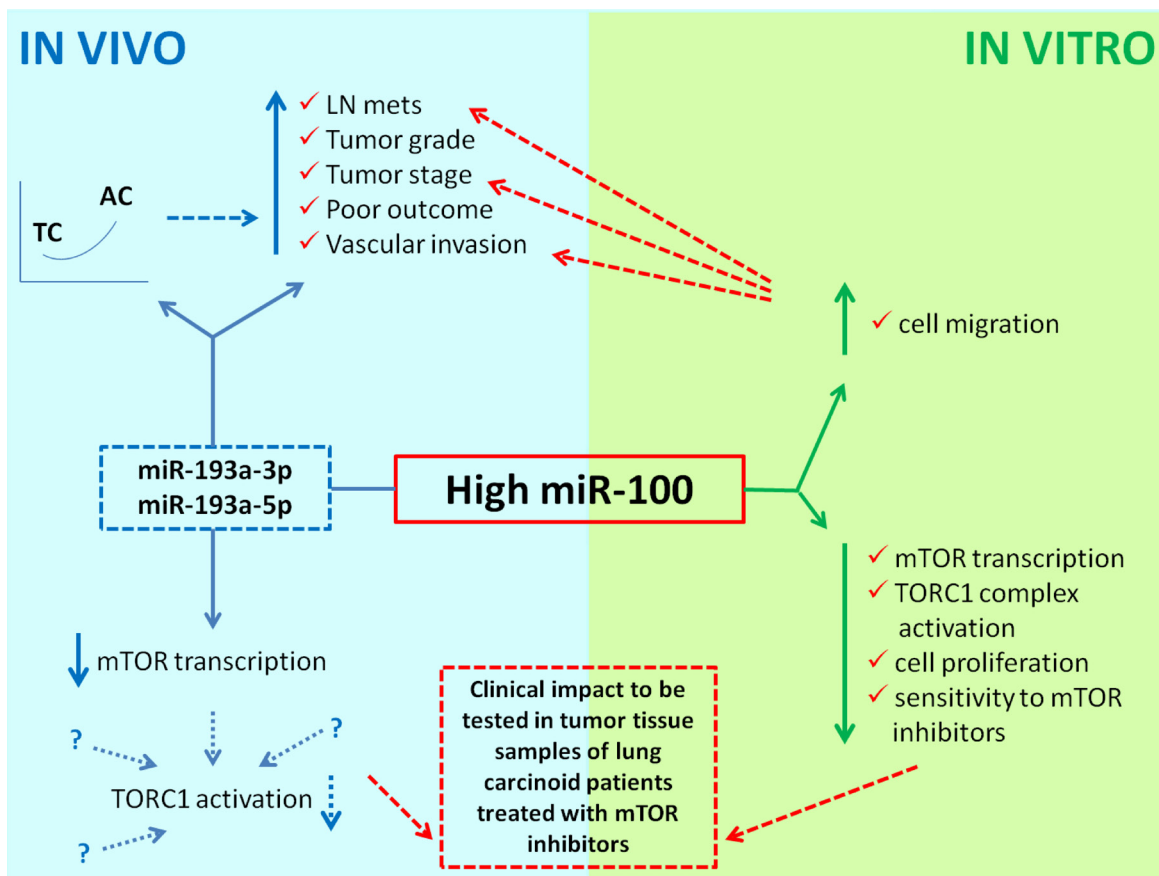 IN VIVO
IN VITRO
✓ LN mets
✓ Tumor grade
✓ Tumor stage
✓ Poor outcome
✓ Vascular invasion
AC
TC
✓ cell migration
miR-193a-3p
miR-193a-5p
High miR-100
✓ mTOR transcription
✓ TORC1 complex
activation
✓ cell proliferation
✓ sensitivity to mTOR
inhibitors
mTOR transcription
?
?
TORC1 activation
?
Clinical impact to be
tested in tumor tissue
samples of lung
carcinoid patients
treated with mTOR
inhibitors